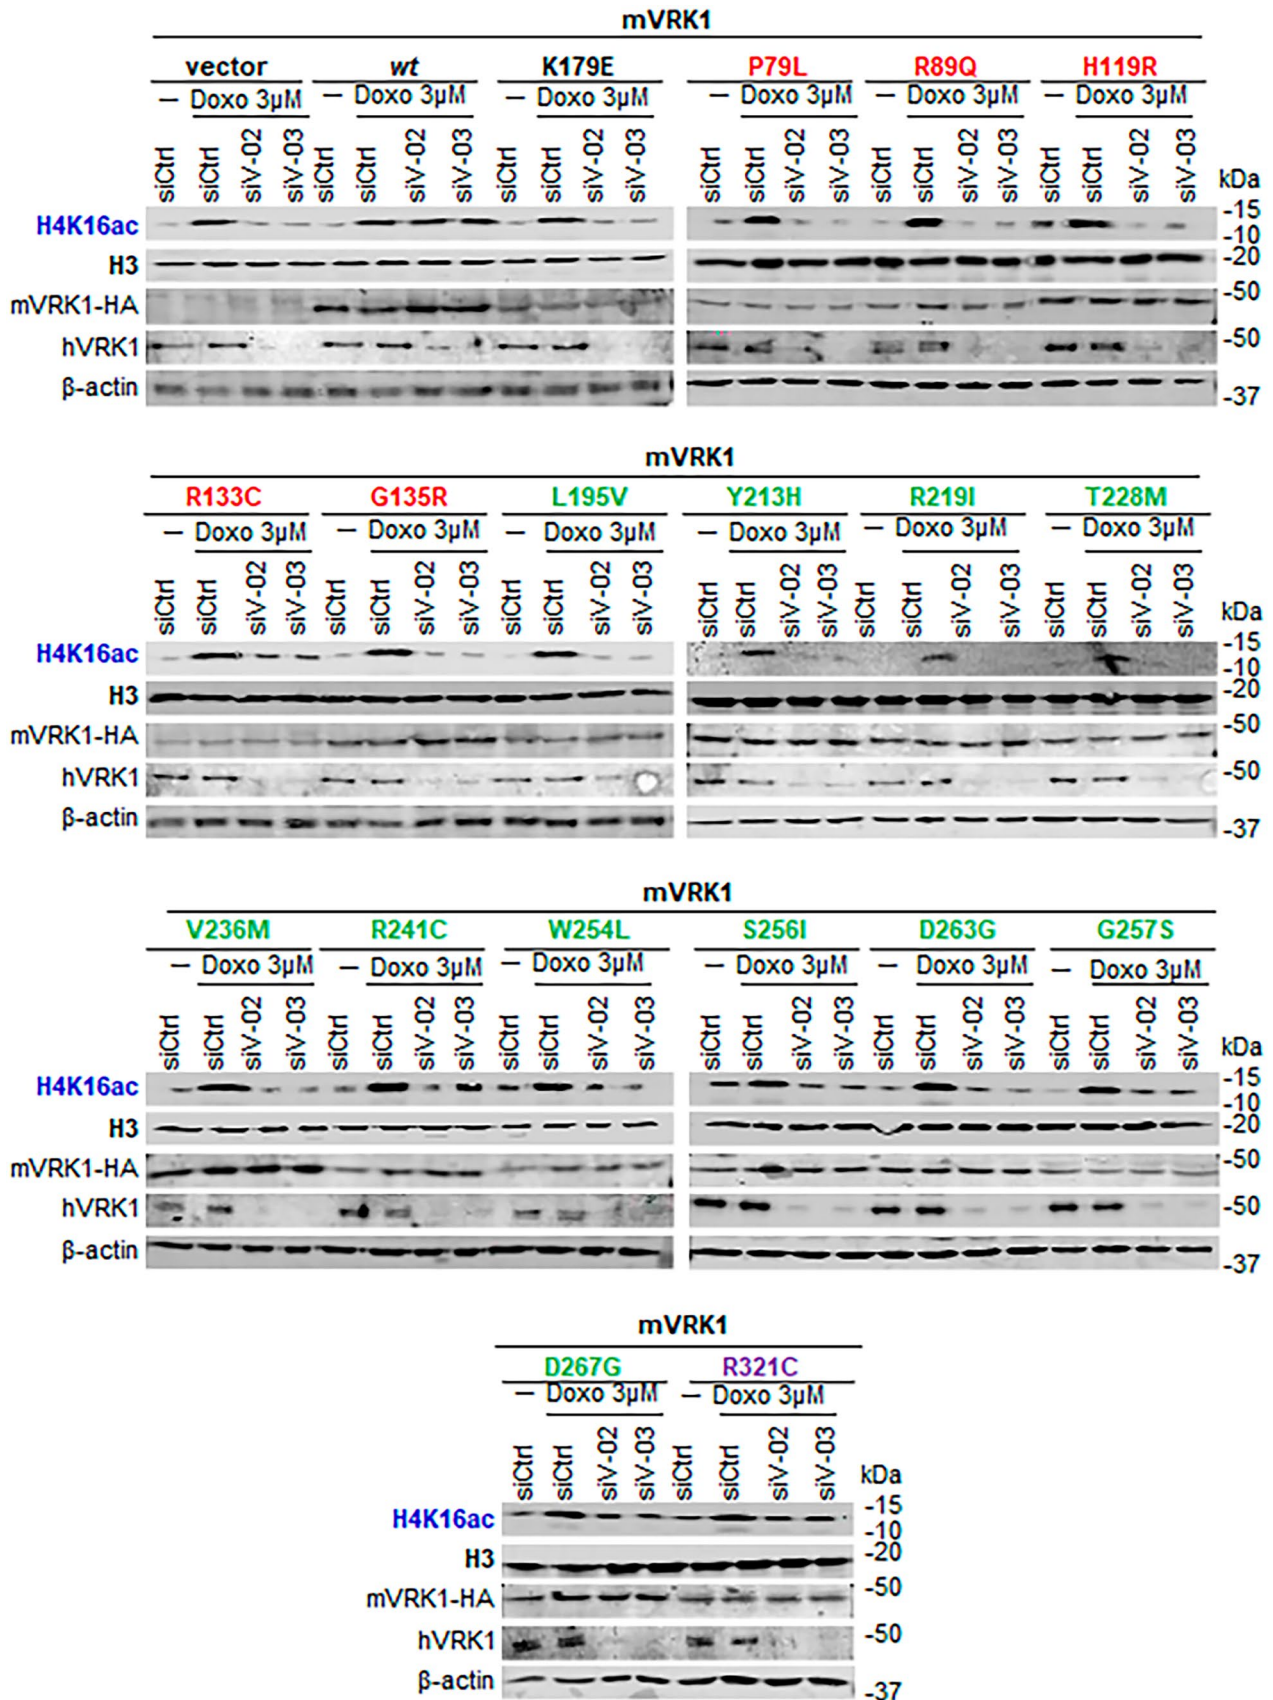 mVRK1
vector wt K179E P79L R89Q H119R
— Doxo 3µM — Doxo 3µM — Doxo 3µM — Doxo 3µM — Doxo 3µM — Doxo 3µM
siCtrl siCtrl siV-02 siV-03 siCtrl siCtrl siV-02 siV-03 siCtrl siCtrl siV-02 siV-03 siCtrl siCtrl siV-02 siV-03 siCtrl siCtrl siV-02 siV-03 siCtrl siCtrl siV-02 siV-03
kDa
H4K16ac -15
-10
H3 -20
mVRK1-HA -50
hVRK1 -50
β-actin -37
mVRK1
R133C G135R L195V Y213H R219I T228M
— Doxo 3µM — Doxo 3µM — Doxo 3µM — Doxo 3µM — Doxo 3µM — Doxo 3µM
siCtrl siCtrl siV-02 siV-03 siCtrl siCtrl siV-02 siV-03 siCtrl siCtrl siV-02 siV-03 siCtrl siCtrl siV-02 siV-03 siCtrl siCtrl siV-02 siV-03 siCtrl siCtrl siV-02 siV-03
kDa
H4K16ac -15
-10
H3 -20
mVRK1-HA -50
hVRK1 -50
β-actin -37
mVRK1
V236M R241C W254L S256I D263G G257S
— Doxo 3µM — Doxo 3µM — Doxo 3µM — Doxo 3µM — Doxo 3µM — Doxo 3µM
siCtrl siCtrl siV-02 siV-03 siCtrl siCtrl siV-02 siV-03 siCtrl siCtrl siV-02 siV-03 siCtrl siCtrl siV-02 siV-03 siCtrl siCtrl siV-02 siV-03 siCtrl siCtrl siV-02 siV-03
kDa
H4K16ac -15
-10
H3 -20
mVRK1-HA -50
hVRK1 -50
β-actin -37
mVRK1
D267G R321C
— Doxo 3µM — Doxo 3µM
siCtrl siCtrl siV-02 siV-03 siCtrl siCtrl siV-02 siV-03
kDa
H4K16ac -15
-10
H3 -20
mVRK1-HA -50
hVRK1 -50
β-actin -37